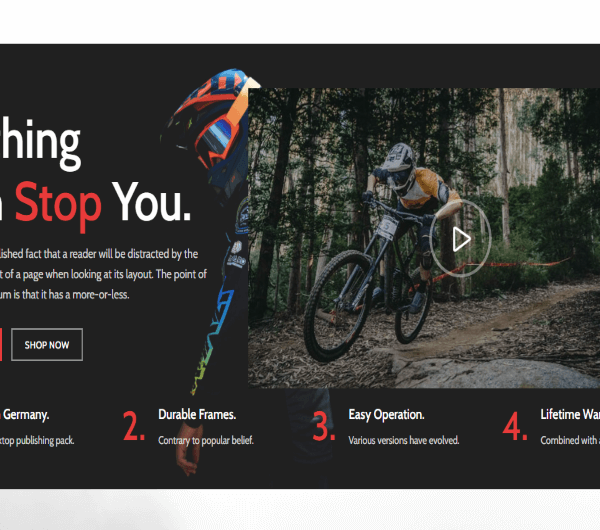 hing
Stop You.
ished fact that a reader will be distracted by the
t of a page when looking at its layout. The point of
um is that it has a more-or-less.
SHOP NOW
Germany.
ktop publishing pack.
2. Durable Frames.
Contrary to popular belief.
3. Easy Operation.
Various versions have evolved.
4. Lifetime War
Combined with a